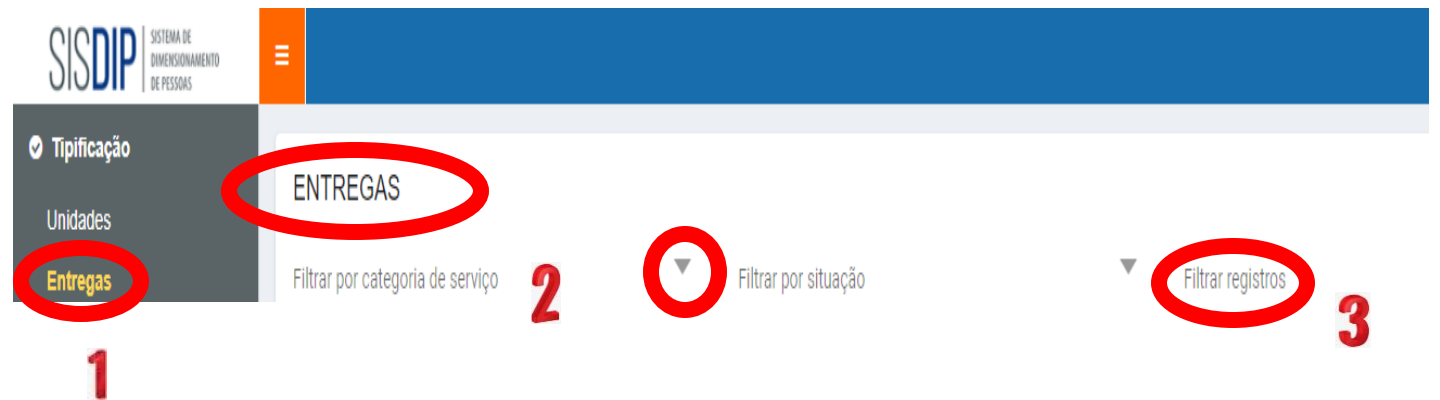 SISDIP
SISTEMA DE
DIMENSIONAMENTO
DE PESSOAS
Tipificação
Unidades
Entregas
1
ENTREGAS
Filtrar por categoria de serviço
2
Filtrar por situação
Filtrar registros
3